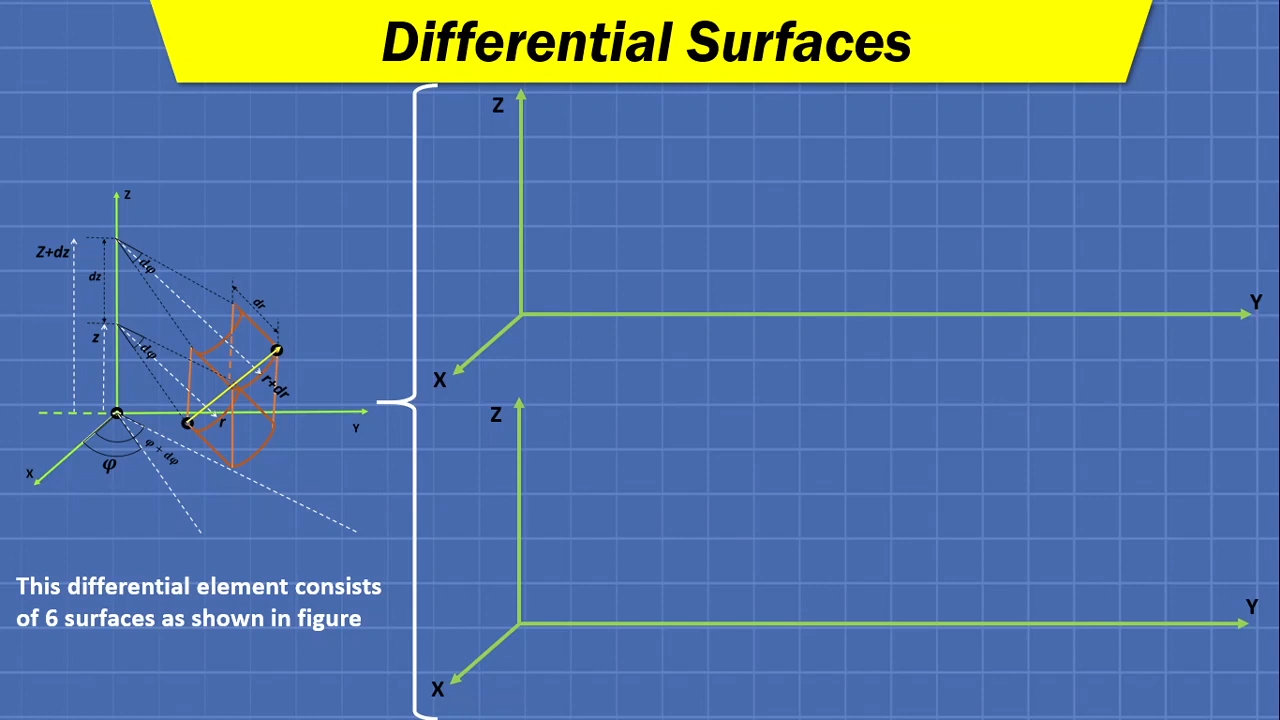 Differential Surfaces
Z
Z+dz
dz
z
dφ
dφ
dr
r+dr
r
Y
φ + dφ
φ
X
This differential element consists
of 6 surfaces as shown in figure
Z
Y
X
Z
Y
X